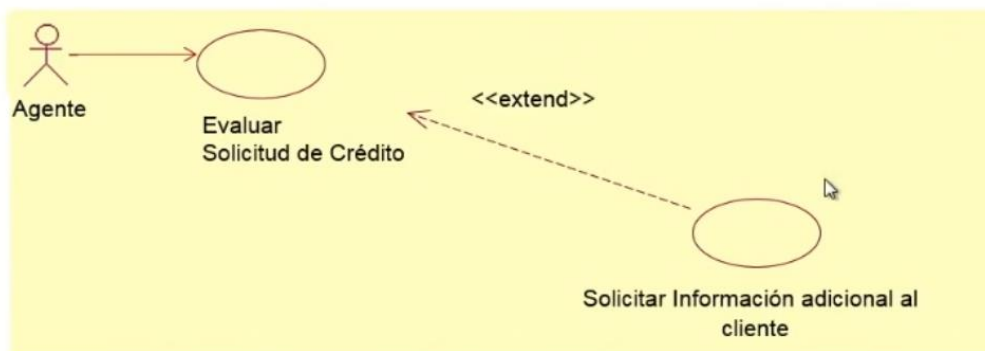 Agente
Evaluar
Solicitud de Crédito
<<extend>>
Solicitar Información adicional al
cliente